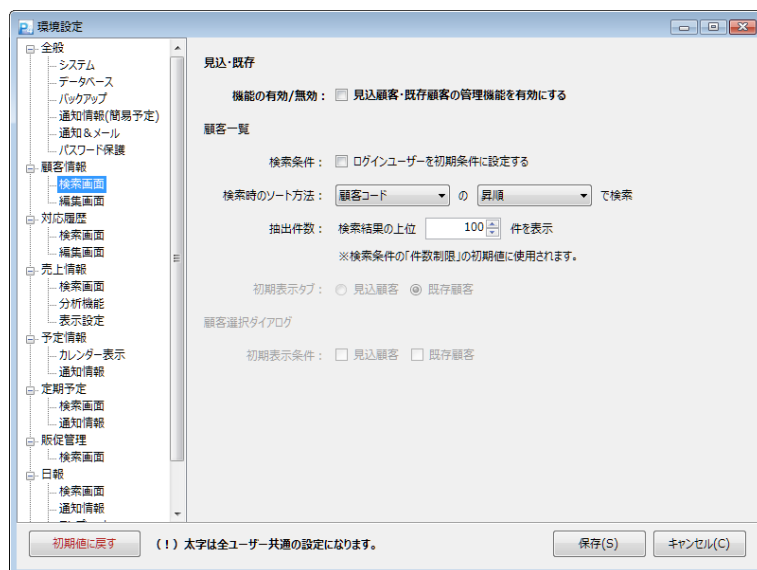 環境設定
全般
システム
データベース
バックアップ
通知情報(簡易予定)
通知&メール
パスワード保護
顧客情報
検索画面
編集画面
対応履歴
検索画面
編集画面
売上情報
検索画面
分析機能
表示設定
予定情報
カレンダー表示
通知情報
定期予定
検索画面
通知情報
販促管理
検索画面
日報
検索画面
通知情報
見込・既存
機能の有効/無効： 見込顧客・既存顧客の管理機能を有効にする
顧客一覧
検索条件： ログインユーザーを初期条件に設定する
検索時のソート方法： 顧客コード の 昇順 で検索
抽出件数： 検索結果の上位 100 件を表示
※検索条件の「件数制限」の初期値に使用されます。
初期表示タブ： 見込顧客 既存顧客
顧客選択ダイアログ
初期表示条件： 見込顧客 既存顧客
初期値に戻す (！) 太字は全ユーザー共通の設定になります。 保存(S) キャンセル(C)